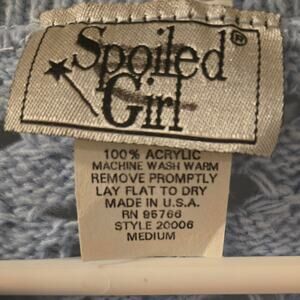 Spoiled®
Girl
100% ACRYLIC
MACHINE WASH WARM
REMOVE PROMPTLY
LAY FLAT TO DRY
MADE IN U.S.A.
RN 95766
STYLE 20006
MEDIUM